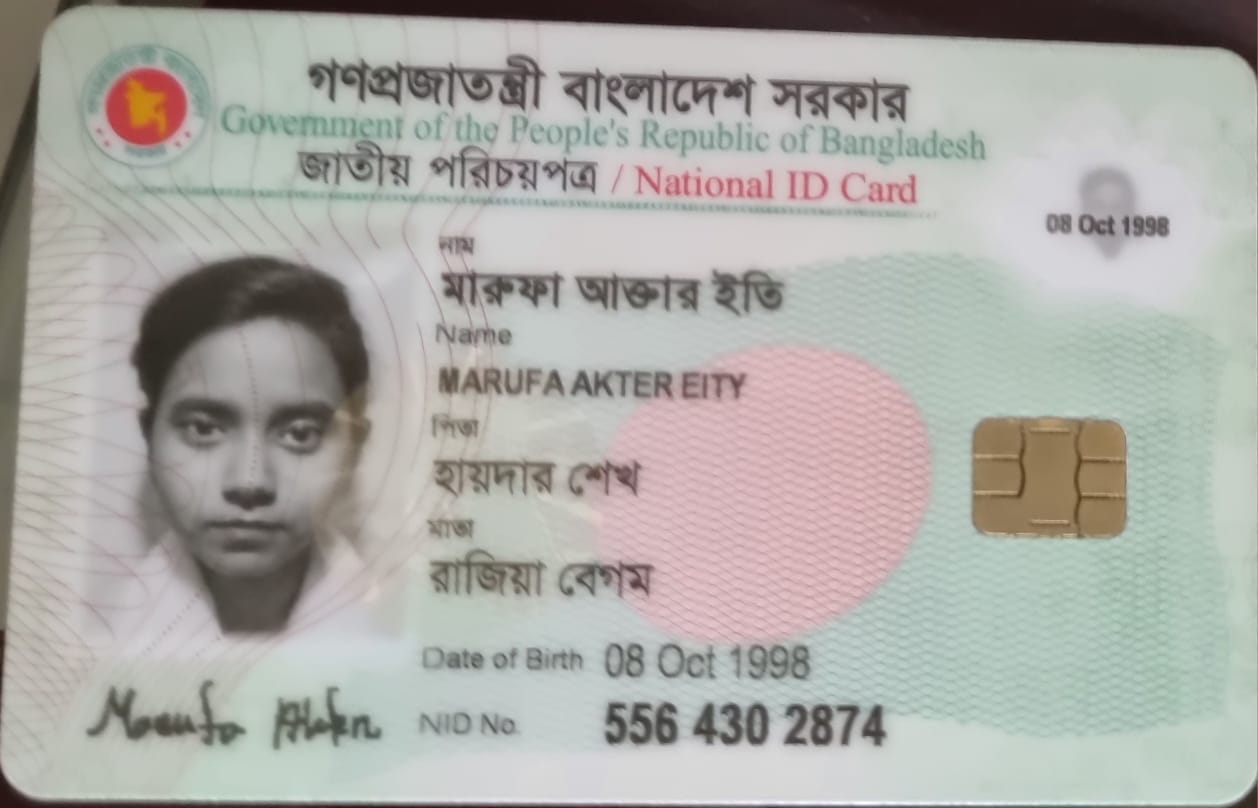 গণপ্রজাতন্ত্রী বাংলাদেশ সরকার
Government of the People's Republic of Bangladesh
জাতীয় পরিচয়পত্র / National ID Card
08 Oct 1998
নাম
মারুফা আক্তার ইতি
Name
MARUFA AKTER EITY
পিতা
হায়দার শেখ
মাতা
রাজিয়া বেগম
Date of Birth 08 Oct 1998
Marufa Akter
NID No. 556 430 2874